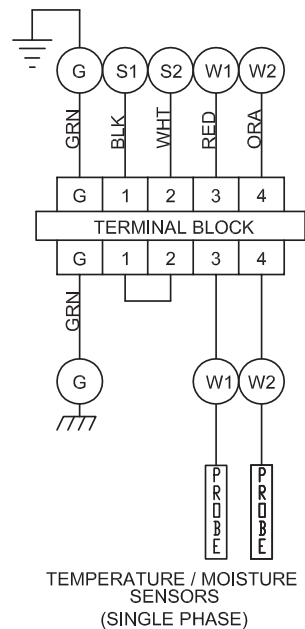 G S1 S2 W1 W2
GRN BLK WHT RED ORA
G 1 2 3 4
TERMINAL BLOCK
G 1 2 3 4
GRN
G W1 W2
PROBE PROBE
TEMPERATURE / MOISTURE
SENSORS
(SINGLE PHASE)